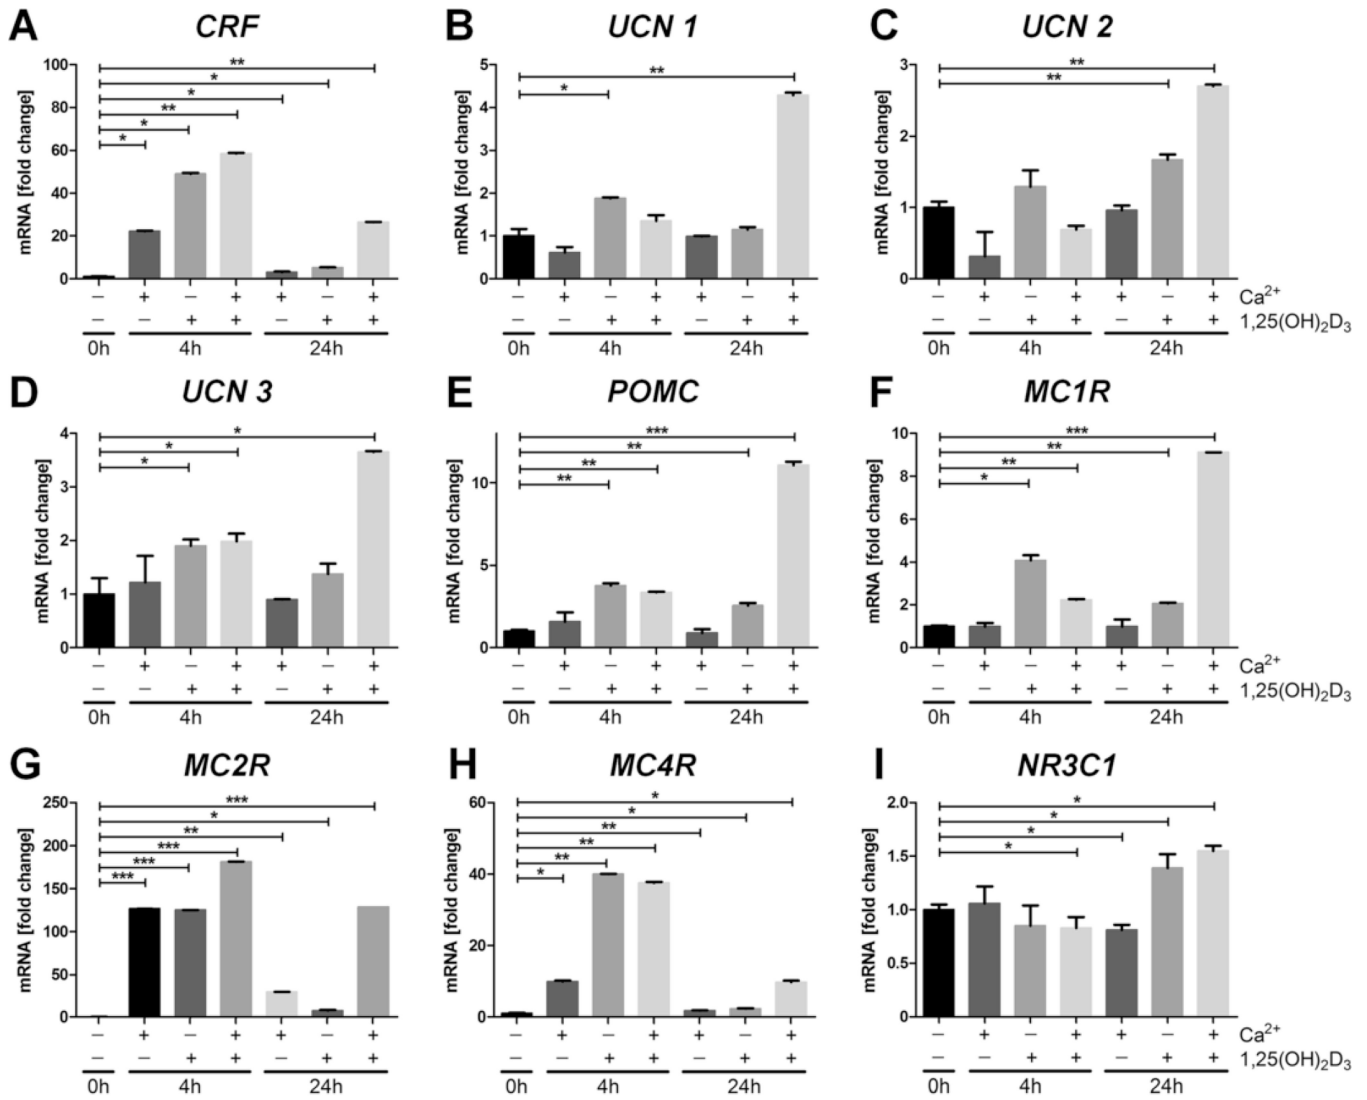 A CRF
B UCN 1
C UCN 2
mRNA [fold change]
100
80
60
40
20
0
**
*
*
**
*
*
mRNA [fold change]
5
4
3
2
1
0
**
*
mRNA [fold change]
3
2
1
0
**
**
– + – + + – +
– + – + + – +
– + – + + – + Ca2+
– – + + – + +
– – + + – + +
– – + + – + + 1,25(OH)2D3
0h 4h 24h
0h 4h 24h
0h 4h 24h
D UCN 3
E POMC
F MC1R
mRNA [fold change]
4
3
2
1
0
*
*
*
mRNA [fold change]
10
5
0
***
**
**
**
mRNA [fold change]
10
8
6
4
2
0
***
**
**
*
– + – + + – +
– + – + + – +
– + – + + – + Ca2+
– – + + – + +
– – + + – + +
– – + + – + + 1,25(OH)2D3
0h 4h 24h
0h 4h 24h
0h 4h 24h
G MC2R
H MC4R
I NR3C1
mRNA [fold change]
250
200
150
100
50
0
***
*
**
***
***
***
mRNA [fold change]
60
40
20
0
*
*
**
**
**
*
mRNA [fold change]
2.0
1.5
1.0
0.5
0
*
*
*
*
– + – + + – +
– + – + + – +
– + – + + – + Ca2+
– – + + – + +
– – + + – + +
– – + + – + + 1,25(OH)2D3
0h 4h 24h
0h 4h 24h
0h 4h 24h